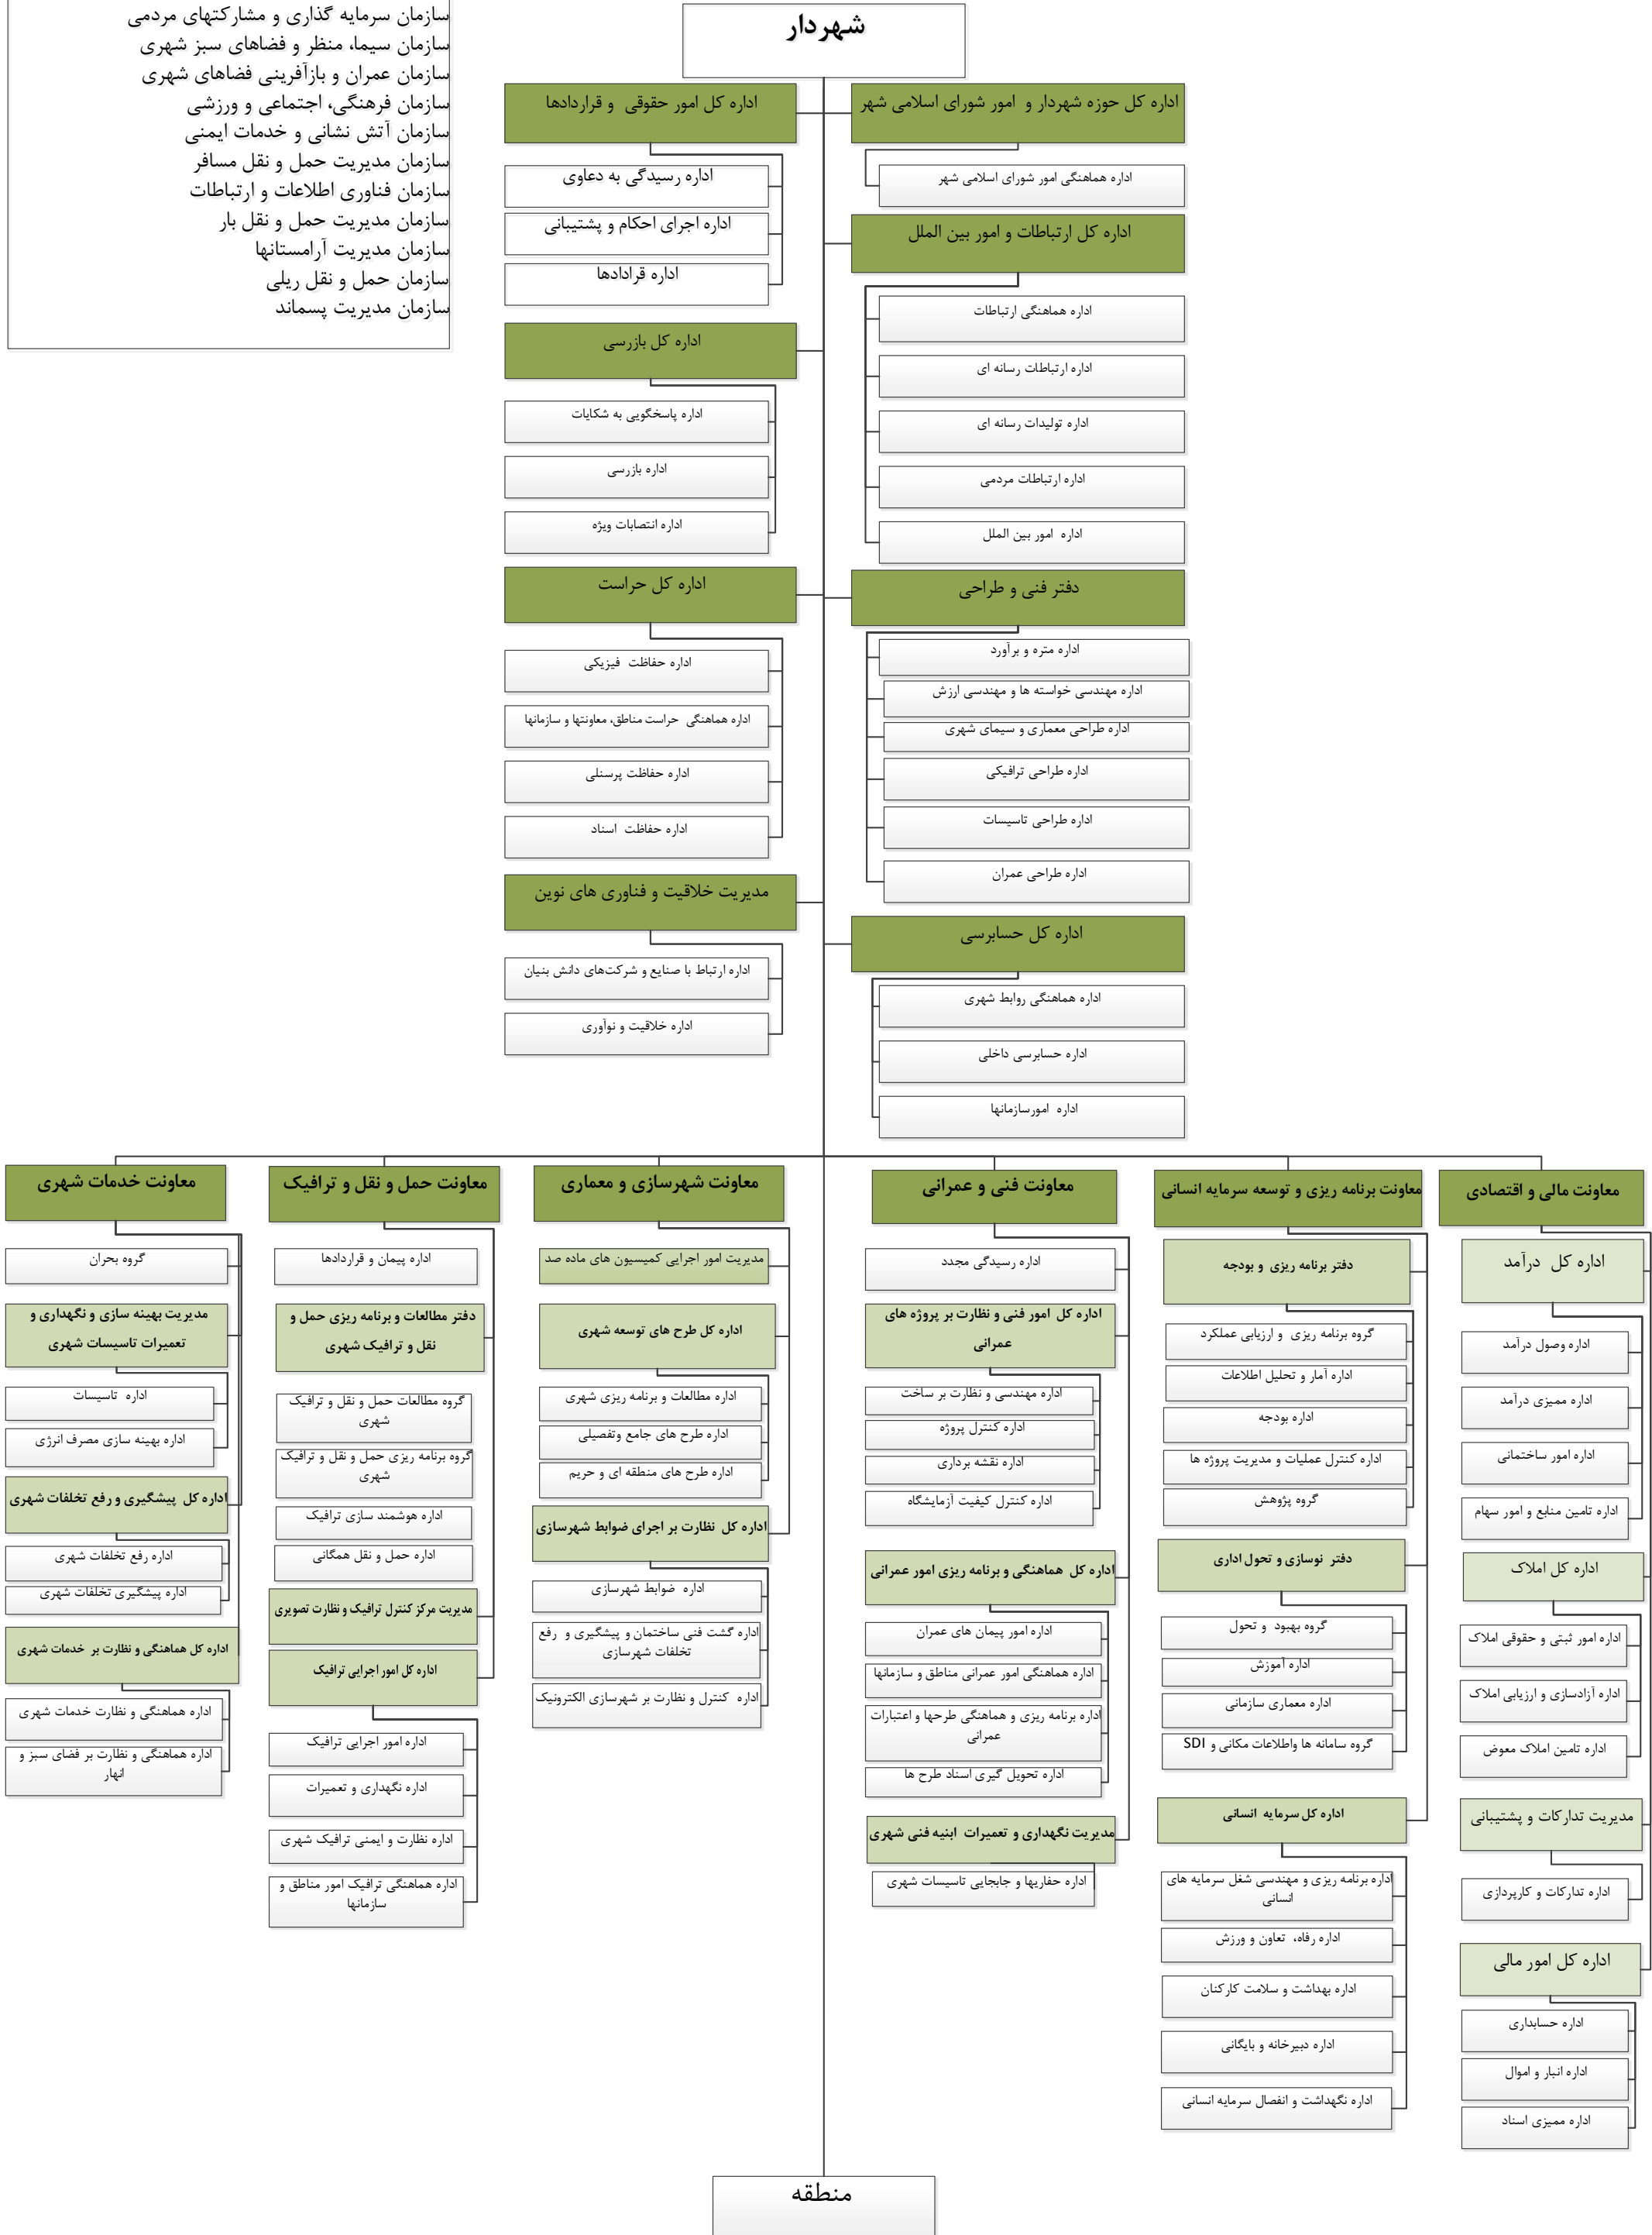 سازمان سرمایه گذاری و مشارکتهای مردمی
سازمان سیما، منظر و فضاهای سبز شهری
سازمان عمران و بازآفرینی فضاهای شهری
سازمان فرهنگی، اجتماعی و ورزشی
سازمان آتش نشانی و خدمات ایمنی
سازمان مدیریت حمل و نقل مسافر
سازمان فناوری اطلاعات و ارتباطات
سازمان مدیریت حمل و نقل بار
سازمان مدیریت آرامستانها
سازمان حمل و نقل ریلی
سازمان مدیریت پسماند
شهردار
اداره کل حوزه شهردار و امور شورای اسلامی شهر
اداره هماهنگی امور شورای اسلامی شهر
اداره کل ارتباطات و امور بین الملل
اداره هماهنگی ارتباطات
اداره ارتباطات رسانه ای
اداره تولیدات رسانه ای
اداره ارتباطات مردمی
اداره امور بین الملل
دفتر فنی و طراحی
اداره متره و برآورد
اداره مهندسی خواسته ها و مهندسی ارزش
اداره طراحی معماری و سیمای شهری
اداره طراحی ترافیکی
اداره طراحی تاسیسات
اداره طراحی عمران
اداره کل حسابرسی
اداره هماهنگی روابط شهری
اداره حسابرسی داخلی
اداره امورسازمانها
اداره کل امور حقوقی و قراردادها
اداره رسیدگی به دعاوی
اداره اجرای احکام و پشتیبانی
اداره قرادادها
اداره کل بازرسی
اداره پاسخگویی به شکایات
اداره بازرسی
اداره انتصابات ویژه
اداره کل حراست
اداره حفاظت فیزیکی
اداره هماهنگی حراست مناطق، معاونتها و سازمانها
اداره حفاظت پرسنلی
اداره حفاظت اسناد
مدیریت خلاقیت و فناوری های نوین
اداره ارتباط با صنایع و شرکت‌های دانش بنیان
اداره خلاقیت و نوآوری
معاونت مالی و اقتصادی
اداره کل درآمد
اداره وصول درآمد
اداره ممیزی درآمد
اداره امور ساختمانی
اداره تامین منابع و امور سهام
اداره کل املاک
اداره امور ثبتی و حقوقی املاک
اداره آزادسازی و ارزیابی املاک
اداره تامین املاک معوض
مدیریت تدارکات و پشتیبانی
اداره تدارکات و کارپردازی
اداره کل امور مالی
اداره حسابداری
اداره انبار و اموال
اداره ممیزی اسناد
معاونت برنامه ریزی و توسعه سرمایه انسانی
دفتر برنامه ریزی و بودجه
گروه برنامه ریزی و ارزیابی عملکرد
اداره آمار و تحلیل اطلاعات
اداره بودجه
اداره کنترل عملیات و مدیریت پروژه ها
گروه پژوهش
دفتر نوسازی و تحول اداری
گروه بهبود و تحول
اداره آموزش
اداره معماری سازمانی
گروه سامانه ها واطلاعات مکانی و SDI
اداره کل سرمایه انسانی
اداره برنامه ریزی و مهندسی شغل سرمایه های
انسانی
اداره رفاه، تعاون و ورزش
اداره بهداشت و سلامت کارکنان
اداره دبیرخانه و بایگانی
اداره نگهداشت و انفصال سرمایه انسانی
معاونت فنی و عمرانی
اداره رسیدگی مجدد
اداره کل امور فنی و نظارت بر پروژه های
عمرانی
اداره مهندسی و نظارت بر ساخت
اداره کنترل پروژه
اداره نقشه برداری
اداره کنترل کیفیت آزمایشگاه
اداره کل هماهنگی و برنامه ریزی امور عمرانی
اداره امور پیمان های عمران
اداره هماهنگی امور عمرانی مناطق و سازمانها
اداره برنامه ریزی و هماهنگی طرحها و اعتبارات
عمرانی
اداره تحویل گیری اسناد طرح ها
مدیریت نگهداری و تعمیرات ابنیه فنی شهری
اداره حفاریها و جابجایی تاسیسات شهری
معاونت شهرسازی و معماری
مدیریت امور اجرایی کمیسیون های ماده صد
اداره کل طرح های توسعه شهری
اداره مطالعات و برنامه ریزی شهری
اداره طرح های جامع وتفصیلی
اداره طرح های منطقه ای و حریم
اداره کل نظارت بر اجرای ضوابط شهرسازی
اداره ضوابط شهرسازی
اداره گشت فنی ساختمان و پیشگیری و رفع
تخلفات شهرسازی
اداره کنترل و نظارت بر شهرسازی الکترونیک
معاونت حمل و نقل و ترافیک
اداره پیمان و قراردادها
دفتر مطالعات و برنامه ریزی حمل و
نقل و ترافیک شهری
گروه مطالعات حمل و نقل و ترافیک
شهری
گروه برنامه ریزی حمل و نقل و ترافیک
شهری
اداره هوشمند سازی ترافیک
اداره حمل و نقل همگانی
مدیریت مرکز کنترل ترافیک و نظارت تصویری
اداره کل امور اجرایی ترافیک
اداره امور اجرایی ترافیک
اداره نگهداری و تعمیرات
اداره نظارت و ایمنی ترافیک شهری
اداره هماهنگی ترافیک امور مناطق و
سازمانها
معاونت خدمات شهری
گروه بحران
مدیریت بهینه سازی و نگهداری و
تعمیرات تاسیسات شهری
اداره تاسیسات
اداره بهینه سازی مصرف انرژی
اداره کل پیشگیری و رفع تخلفات شهری
اداره رفع تخلفات شهری
اداره پیشگیری تخلفات شهری
اداره کل هماهنگی و نظارت بر خدمات شهری
اداره هماهنگی و نظارت خدمات شهری
اداره هماهنگی و نظارت بر فضای سبز و
انهار
منطقه